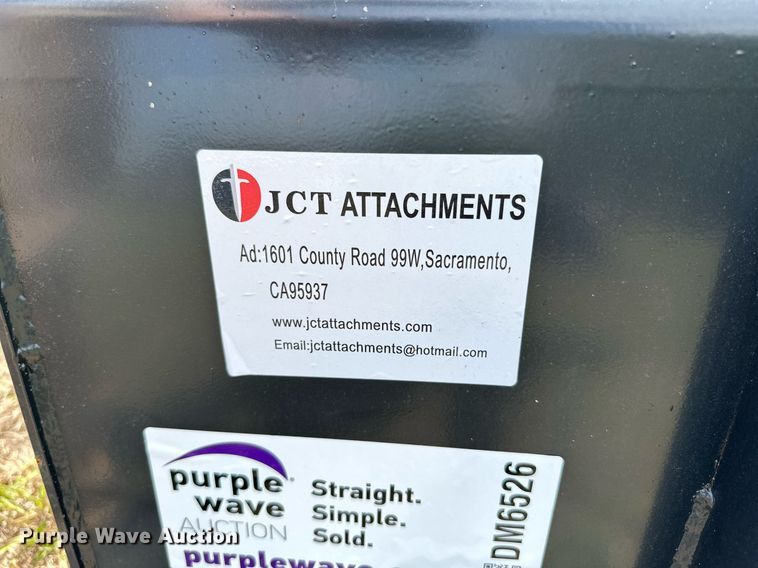 JCT ATTACHMENTS
Ad:1601 County Road 99W,Sacramento,
CA95937
www.jctattachments.com
Email:jctattachments@hotmail.com
purple
wave
AUCTION
Straight.
Simple.
Sold.
DM6526
Purple Wave Auction